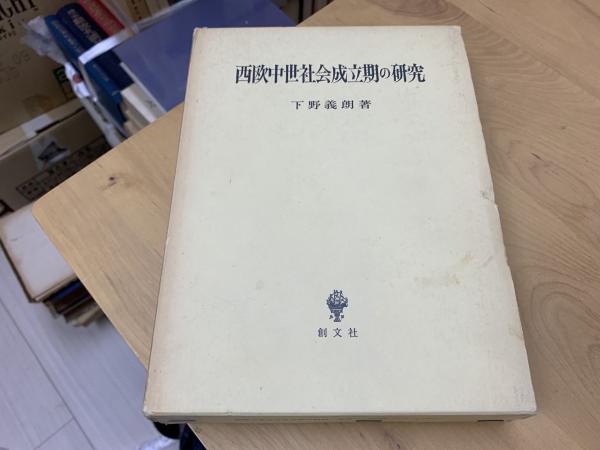 西欧中世社会成立期の研究
下野義朗著
創文社